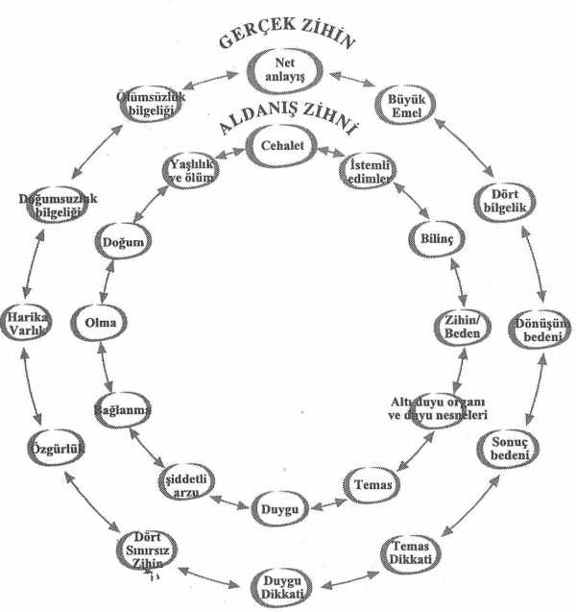 GERÇEK ZİHİN
Net
anlayış
Büyük
Emel
Dört
bilgelik
Dönüşüm
bedeni
Sonuç
bedeni
Temas
Dikkati
Duygu
Dikkati
Dört
Sınırsız
Zihin
Özgürlük
Harika
Varlık
Doğumsuzluk
bilgeliği
Ölümsüzlük
bilgeliği
ALDANIŞ ZİHNİ
Cehalet
İstemli
edimler
Bilinç
Zihin/
Beden
Altı duyu organı
ve duyu nesneleri
Temas
Duygu
şiddetli
arzu
Bağlanma
Olma
Doğum
Yaşlılık
ve ölüm